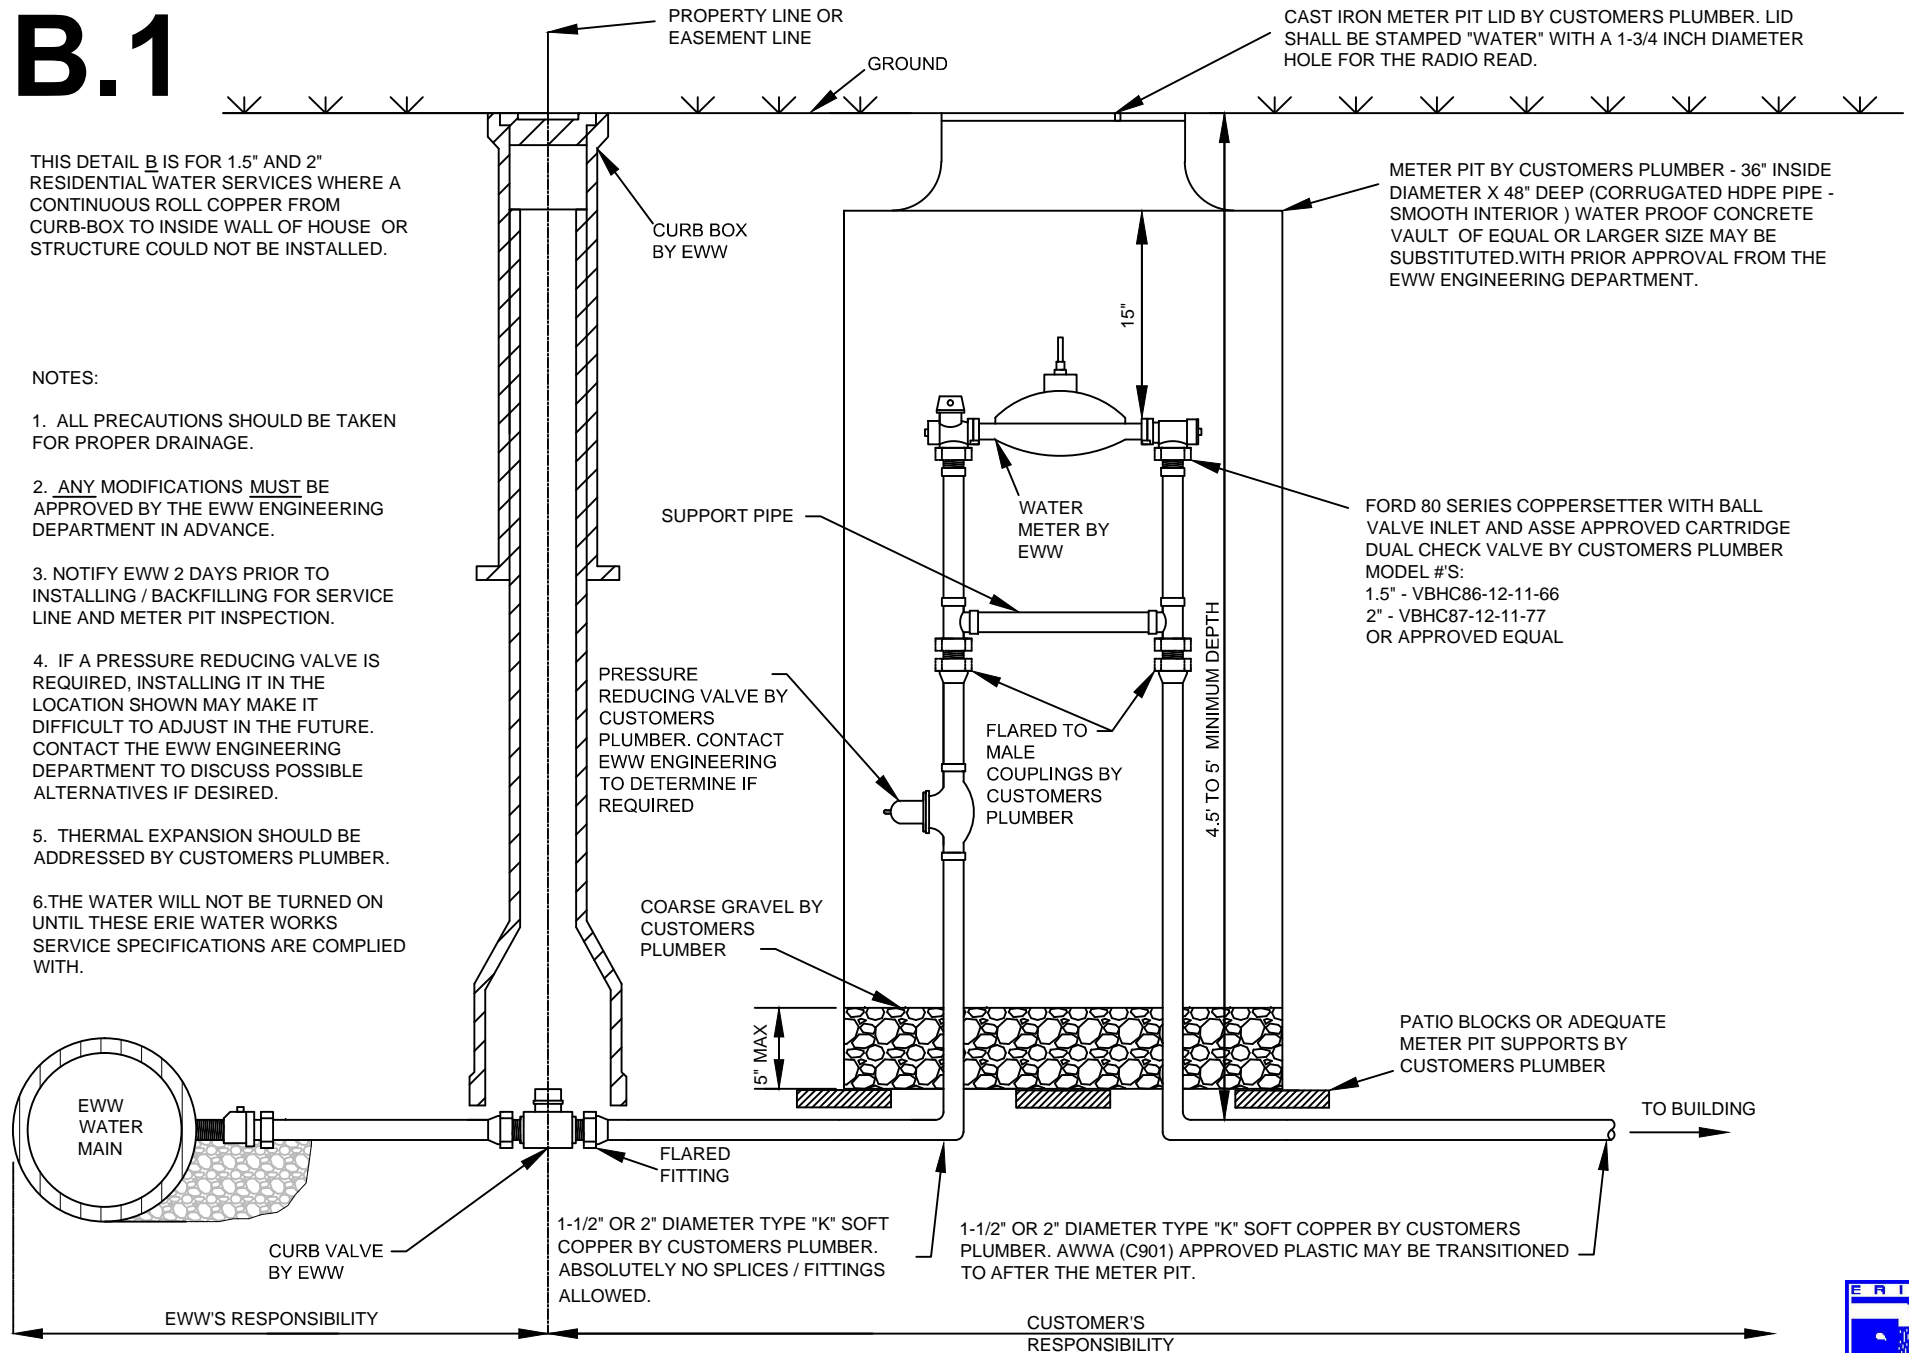 B.1
PROPERTY LINE OR
EASEMENT LINE
GROUND
CAST IRON METER PIT LID BY CUSTOMERS PLUMBER. LID
SHALL BE STAMPED "WATER" WITH A 1-3/4 INCH DIAMETER
HOLE FOR THE RADIO READ.
THIS DETAIL B IS FOR 1.5" AND 2"
RESIDENTIAL WATER SERVICES WHERE A
CONTINUOUS ROLL COPPER FROM
CURB-BOX TO INSIDE WALL OF HOUSE OR
STRUCTURE COULD NOT BE INSTALLED.
CURB BOX
BY EWW
METER PIT BY CUSTOMERS PLUMBER - 36" INSIDE
DIAMETER X 48" DEEP (CORRUGATED HDPE PIPE -
SMOOTH INTERIOR ) WATER PROOF CONCRETE
VAULT OF EQUAL OR LARGER SIZE MAY BE
SUBSTITUTED.WITH PRIOR APPROVAL FROM THE
EWW ENGINEERING DEPARTMENT.
15"
NOTES:
1. ALL PRECAUTIONS SHOULD BE TAKEN
FOR PROPER DRAINAGE.
2. ANY MODIFICATIONS MUST BE
APPROVED BY THE EWW ENGINEERING
DEPARTMENT IN ADVANCE.
3. NOTIFY EWW 2 DAYS PRIOR TO
INSTALLING / BACKFILLING FOR SERVICE
LINE AND METER PIT INSPECTION.
4. IF A PRESSURE REDUCING VALVE IS
REQUIRED, INSTALLING IT IN THE
LOCATION SHOWN MAY MAKE IT
DIFFICULT TO ADJUST IN THE FUTURE.
CONTACT THE EWW ENGINEERING
DEPARTMENT TO DISCUSS POSSIBLE
ALTERNATIVES IF DESIRED.
5. THERMAL EXPANSION SHOULD BE
ADDRESSED BY CUSTOMERS PLUMBER.
6.THE WATER WILL NOT BE TURNED ON
UNTIL THESE ERIE WATER WORKS
SERVICE SPECIFICATIONS ARE COMPLIED
WITH.
SUPPORT PIPE
WATER
METER BY
EWW
FORD 80 SERIES COPPERSETTER WITH BALL
VALVE INLET AND ASSE APPROVED CARTRIDGE
DUAL CHECK VALVE BY CUSTOMERS PLUMBER
MODEL #'S:
1.5" - VBHC86-12-11-66
2" - VBHC87-12-11-77
OR APPROVED EQUAL
4.5' TO 5' MINIMUM DEPTH
PRESSURE
REDUCING VALVE BY
CUSTOMERS
PLUMBER. CONTACT
EWW ENGINEERING
TO DETERMINE IF
REQUIRED
FLARED TO
MALE
COUPLINGS BY
CUSTOMERS
PLUMBER
COARSE GRAVEL BY
CUSTOMERS
PLUMBER
5" MAX
PATIO BLOCKS OR ADEQUATE
METER PIT SUPPORTS BY
CUSTOMERS PLUMBER
EWW
WATER
MAIN
TO BUILDING
FLARED
FITTING
CURB VALVE
BY EWW
1-1/2" OR 2" DIAMETER TYPE "K" SOFT
COPPER BY CUSTOMERS PLUMBER.
ABSOLUTELY NO SPLICES / FITTINGS
ALLOWED.
1-1/2" OR 2" DIAMETER TYPE "K" SOFT COPPER BY CUSTOMERS
PLUMBER. AWWA (C901) APPROVED PLASTIC MAY BE TRANSITIONED
TO AFTER THE METER PIT.
EWW'S RESPONSIBILITY
CUSTOMER'S
RESPONSIBILITY
ERI